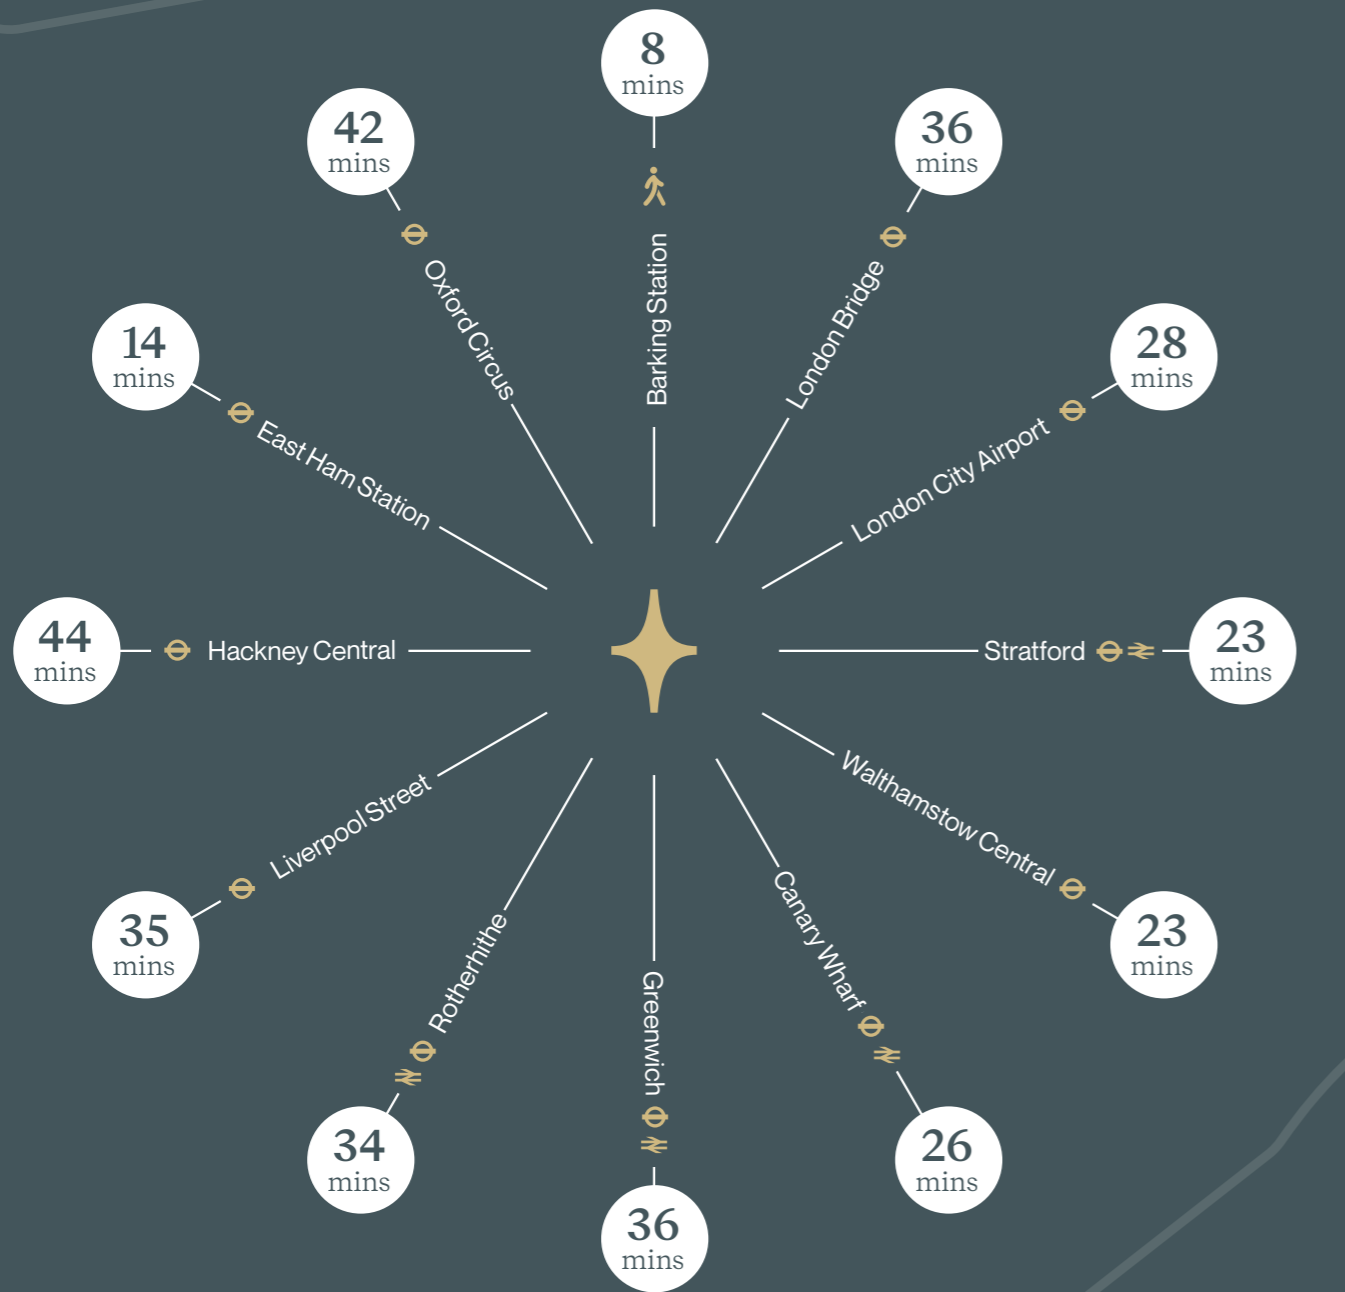 8
mins
Barking Station
36
mins
London Bridge
28
mins
London City Airport
23
mins
Stratford
23
mins
Walthamstow Central
26
mins
Canary Wharf
36
mins
Greenwich
34
mins
Rotherhithe
35
mins
Liverpool Street
44
mins
Hackney Central
14
mins
East Ham Station
42
mins
Oxford Circus